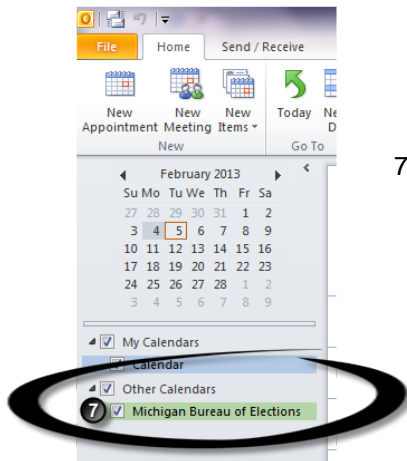 File Home Send / Receive
New Appointment New Meeting New Items Today
New Go To
February 2013
Su Mo Tu We Th Fr Sa
27 28 29 30 31 1 2
3 4 5 6 7 8 9
10 11 12 13 14 15 16
17 18 19 20 21 22 23
24 25 26 27 28 1 2
3 4 5 6 7 8 9
My Calendars
Calendar
Other Calendars
7 Michigan Bureau of Elections
7